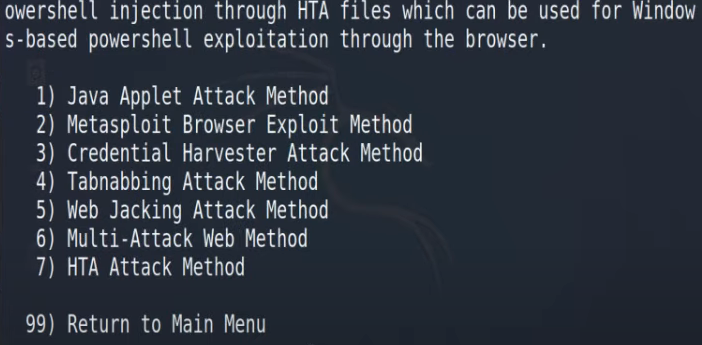 owershell injection through HTA files which can be used for Window
s-based powershell exploitation through the browser.
1) Java Applet Attack Method
2) Metasploit Browser Exploit Method
3) Credential Harvester Attack Method
4) Tabnabbing Attack Method
5) Web Jacking Attack Method
6) Multi-Attack Web Method
7) HTA Attack Method
99) Return to Main Menu